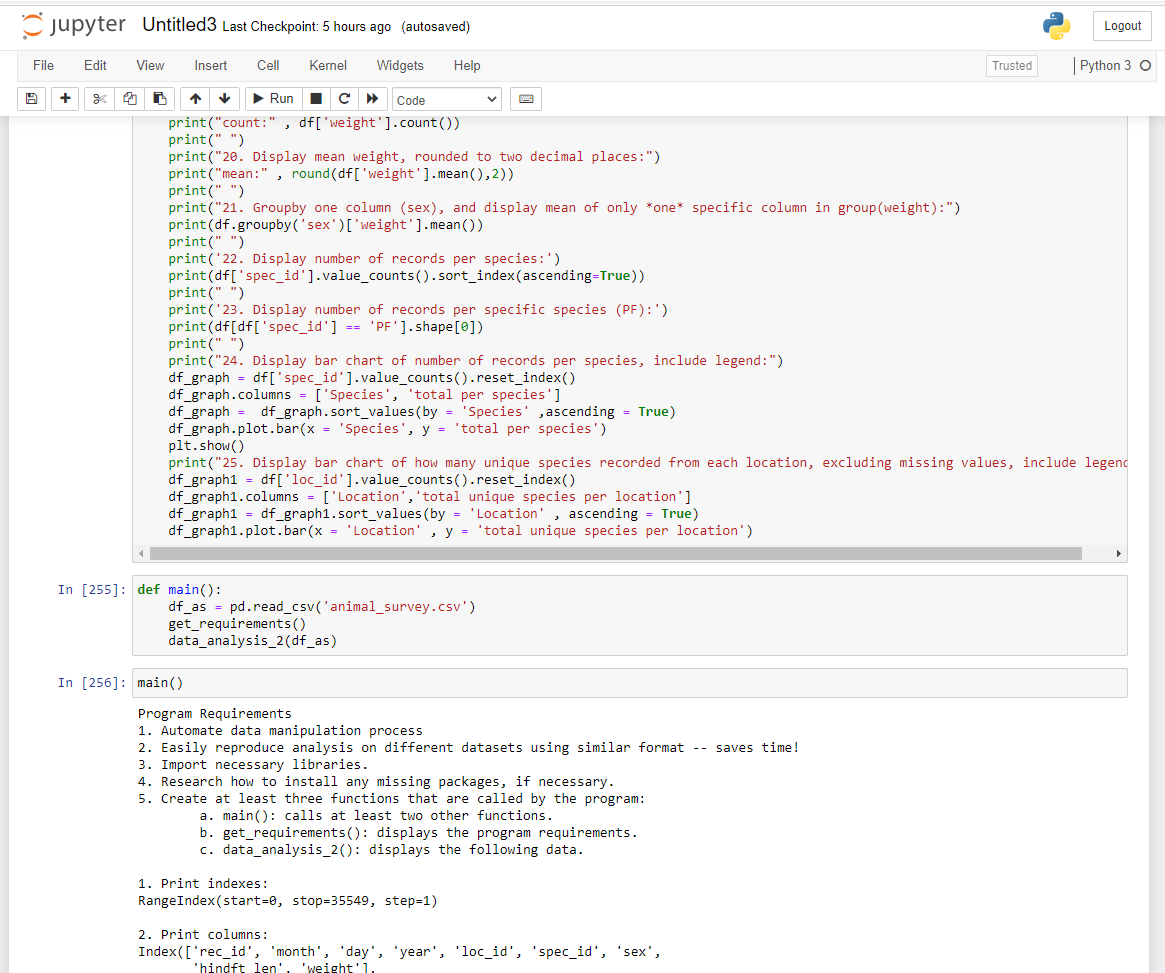 jupyter Untitled3 Last Checkpoint: 5 hours ago (autosaved) Logout
File Edit View Insert Cell Kernel Widgets Help Trusted Python 3
Run Code
print("count:" , df['weight'].count())
print(" ")
print("20. Display mean weight, rounded to two decimal places:")
print("mean:" , round(df['weight'].mean(),2))
print(" ")
print("21. Groupby one column (sex), and display mean of only *one* specific column in group(weight):")
print(df.groupby('sex')['weight'].mean())
print(" ")
print('22. Display number of records per species:')
print(df['spec_id'].value_counts().sort_index(ascending=True))
print(" ")
print('23. Display number of records per specific species (PF):')
print(df[df['spec_id'] == 'PF'].shape[0])
print(" ")
print("24. Display bar chart of number of records per species, include legend:")
df_graph = df['spec_id'].value_counts().reset_index()
df_graph.columns = ['Species', 'total per species']
df_graph =  df_graph.sort_values(by = 'Species' ,ascending = True)
df_graph.plot.bar(x = 'Species', y = 'total per species')
plt.show()
print("25. Display bar chart of how many unique species recorded from each location, excluding missing values, include legend
df_graph1 = df['loc_id'].value_counts().reset_index()
df_graph1.columns = ['Location','total unique species per location']
df_graph1 = df_graph1.sort_values(by = 'Location' , ascending = True)
df_graph1.plot.bar(x = 'Location' , y = 'total unique species per location')
In [255]: def main():
df_as = pd.read_csv('animal_survey.csv')
get_requirements()
data_analysis_2(df_as)
In [256]: main()
Program Requirements
1. Automate data manipulation process
2. Easily reproduce analysis on different datasets using similar format -- saves time!
3. Import necessary libraries.
4. Research how to install any missing packages, if necessary.
5. Create at least three functions that are called by the program:
a. main(): calls at least two other functions.
b. get_requirements(): displays the program requirements.
c. data_analysis_2(): displays the following data.
1. Print indexes:
RangeIndex(start=0, stop=35549, step=1)
2. Print columns:
Index(['rec_id', 'month', 'day', 'year', 'loc_id', 'spec_id', 'sex',
'hindft_len', 'weight'],